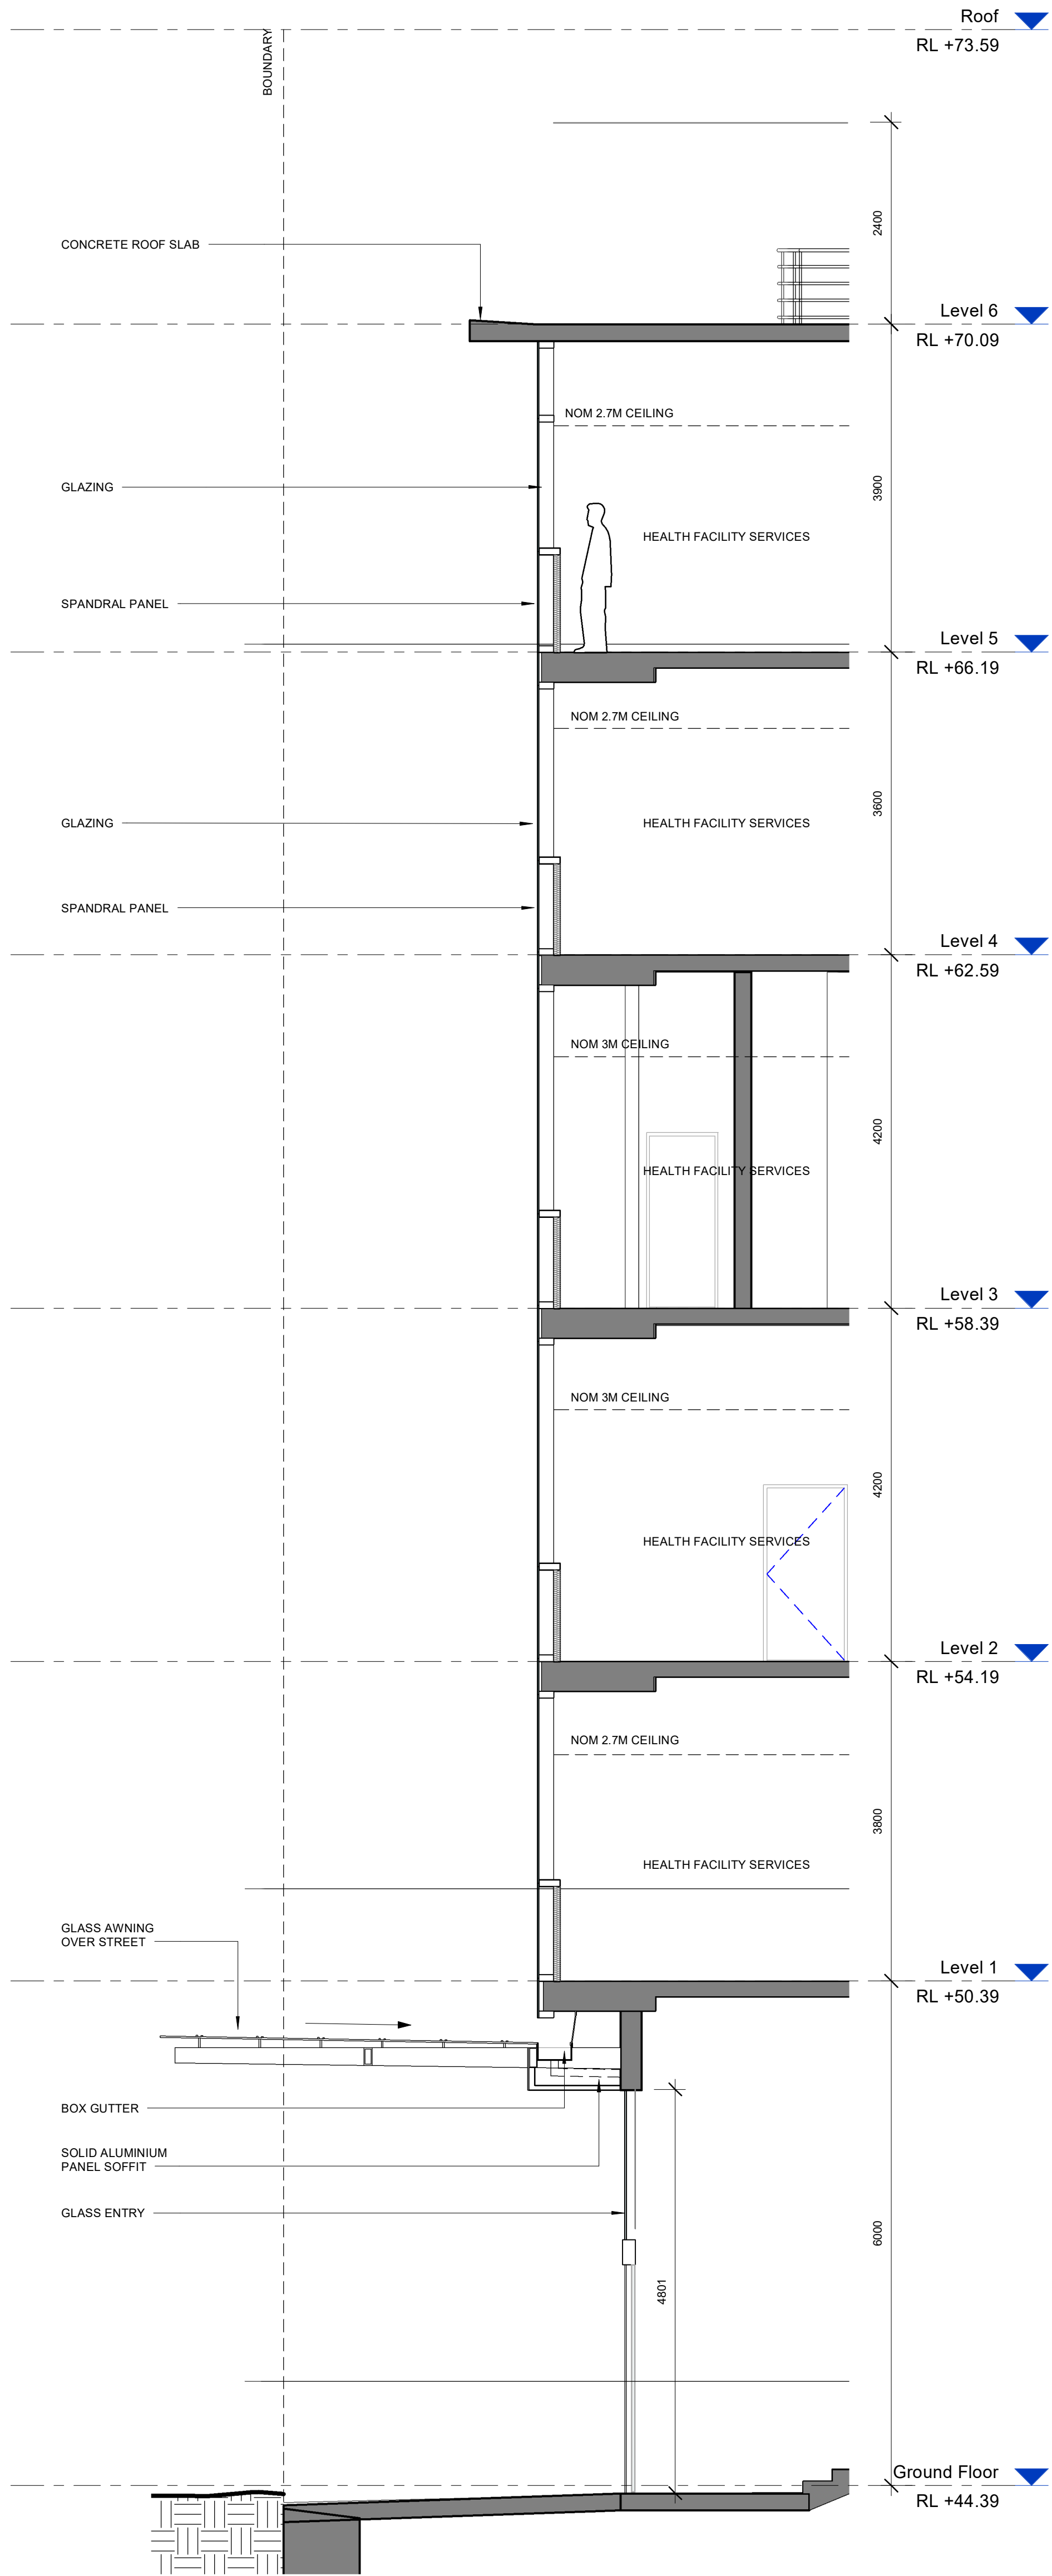 Roof
RL +73.59
BOUNDARY
2400
CONCRETE ROOF SLAB
Level 6
RL +70.09
NOM 2.7M CEILING
GLAZING
3900
HEALTH FACILITY SERVICES
SPANDRAL PANEL
Level 5
RL +66.19
NOM 2.7M CEILING
GLAZING
3600
HEALTH FACILITY SERVICES
SPANDRAL PANEL
Level 4
RL +62.59
NOM 3M CEILING
4200
HEALTH FACILITY SERVICES
Level 3
RL +58.39
NOM 3M CEILING
4200
HEALTH FACILITY SERVICES
Level 2
RL +54.19
NOM 2.7M CEILING
3800
HEALTH FACILITY SERVICES
GLASS AWNING
OVER STREET
Level 1
RL +50.39
BOX GUTTER
SOLID ALUMINIUM
PANEL SOFFIT
GLASS ENTRY
6000
4801
Ground Floor
RL +44.39